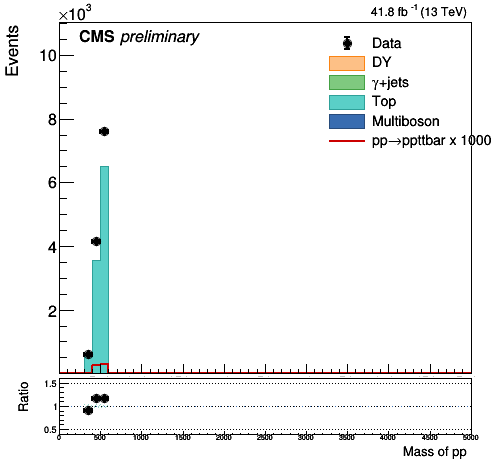 ×10³
41.8 fb⁻¹ (13 TeV)
CMS preliminary
Events
10
8
6
4
2
Data
DY
γ+jets
Top
Multiboson
pp→ppttbar x 1000
Ratio
1.5
1
0.5
0 500 1000 1500 2000 2500 3000 3500 4000 4500 5000
Mass of pp